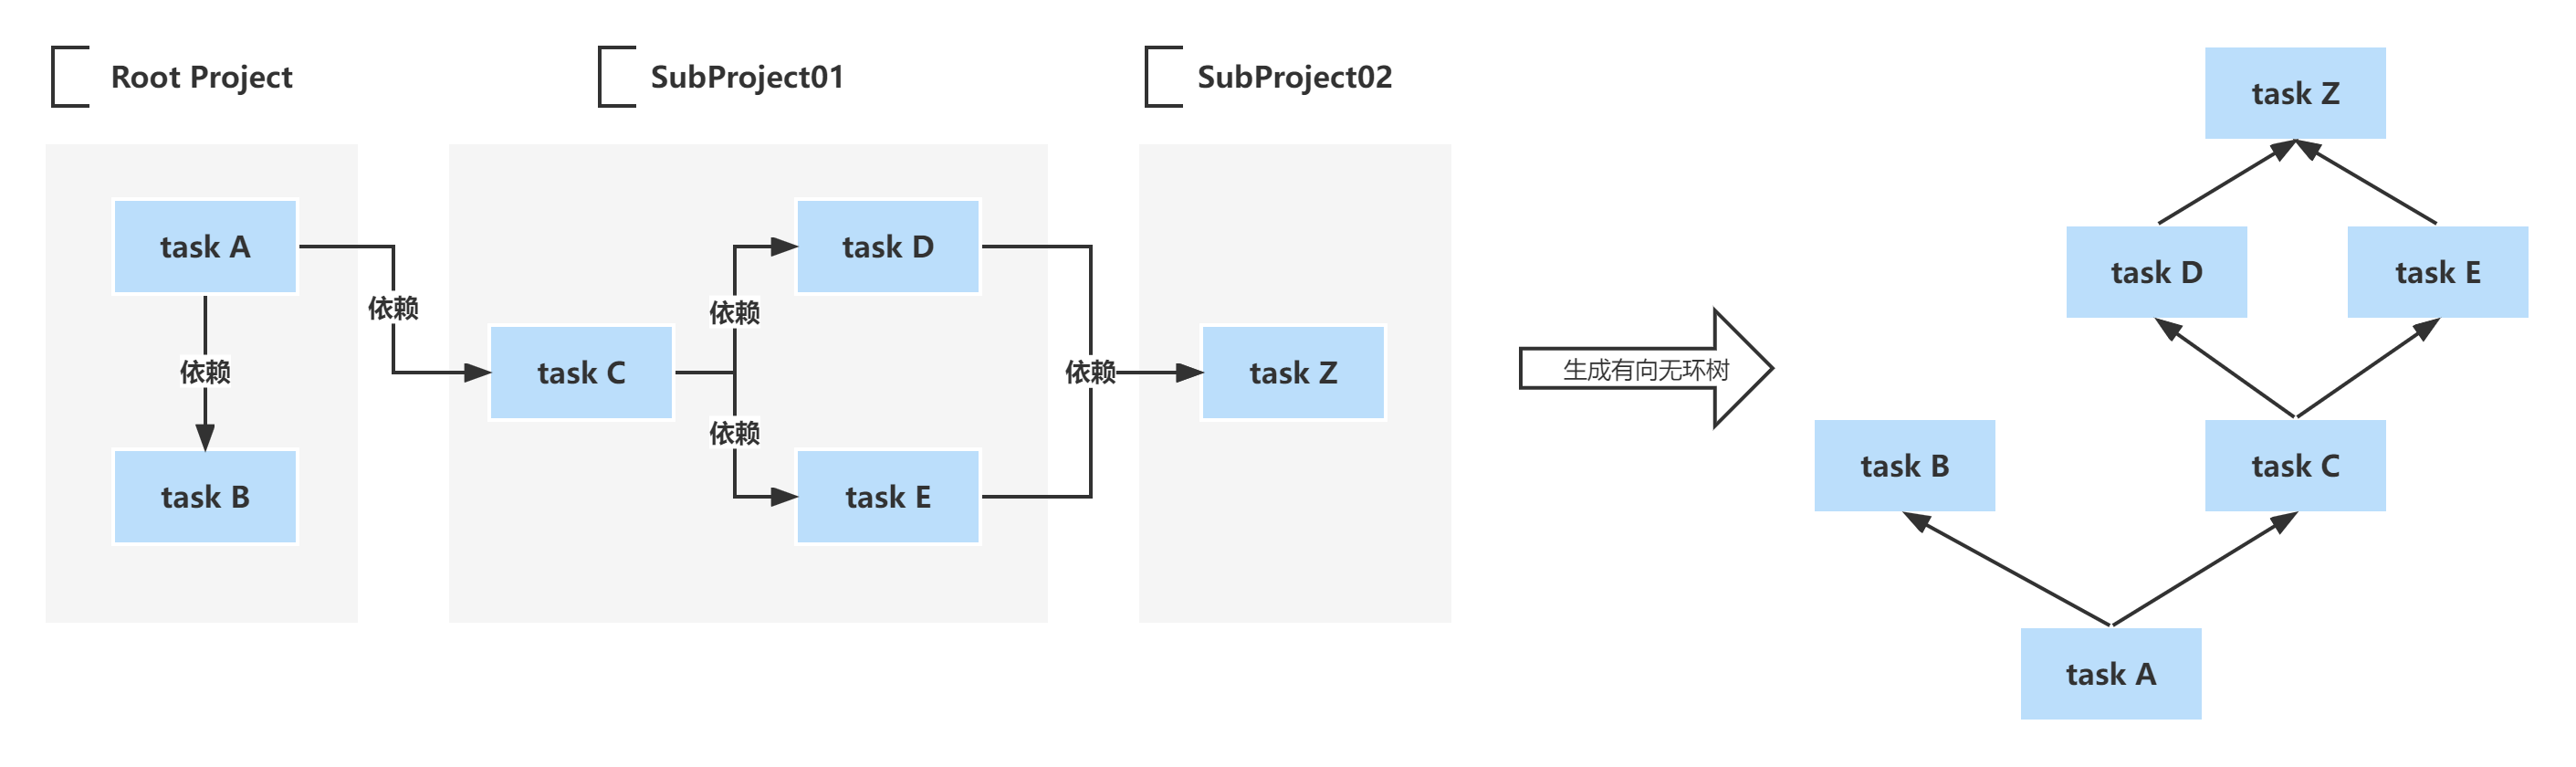 Root Project
SubProject01
SubProject02
task A
依赖
依赖
task B
task C
依赖
依赖
task D
task E
依赖
task Z
生成有向无环树
task Z
task D
task E
task B
task C
task A